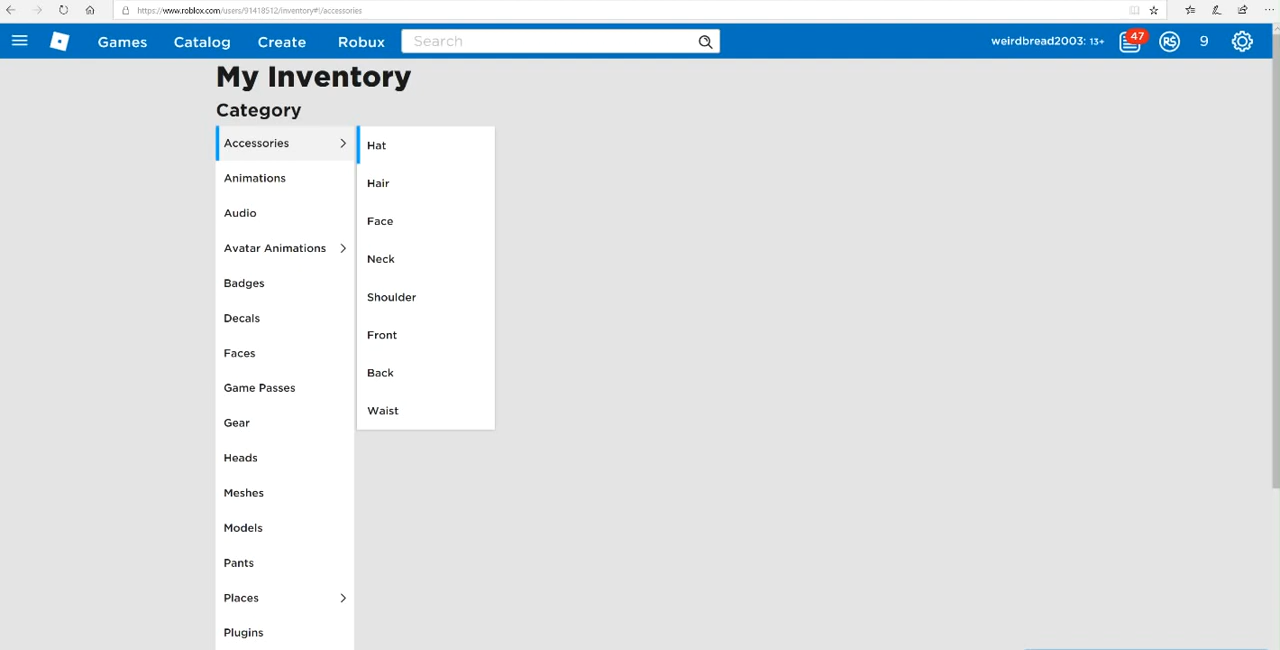 https://www.roblox.com/users/91418512/inventory#!/accessories
Games Catalog Create Robux Search weirdbread2003: 13+ 47 R$ 9
My Inventory
Category
Accessories
Animations
Audio
Avatar Animations
Badges
Decals
Faces
Game Passes
Gear
Heads
Meshes
Models
Pants
Places
Plugins
Hat
Hair
Face
Neck
Shoulder
Front
Back
Waist